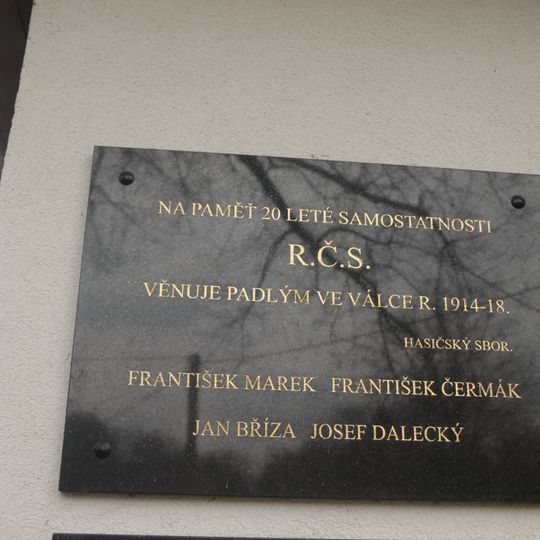 NA PAMĚŤ 20 LETÉ SAMOSTATNOSTI
R.Č.S.
VĚNUJE PADLÝM VE VÁLCE R. 1914-18.
HASIČSKÝ SBOR.
FRANTIŠEK MAREK FRANTIŠEK ČERMÁK
JAN BŘÍZA JOSEF DALECKÝ